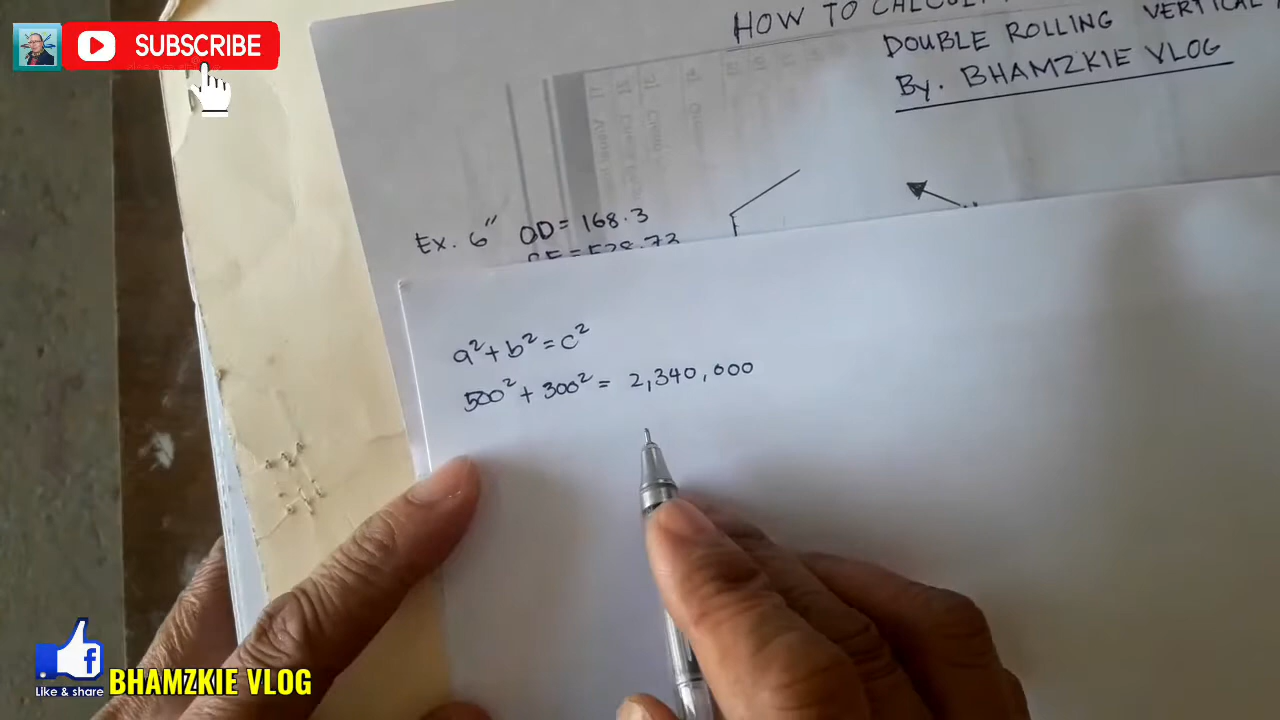 SUBSCRIBE
HOW TO
DOUBLE ROLLING VERTICAL
By. BHAMZKIE VLOG
Ex. 6" OD = 168.3
a² + b² = c²
500² + 300² = 2,340,000
Like & share
BHAMZKIE VLOG